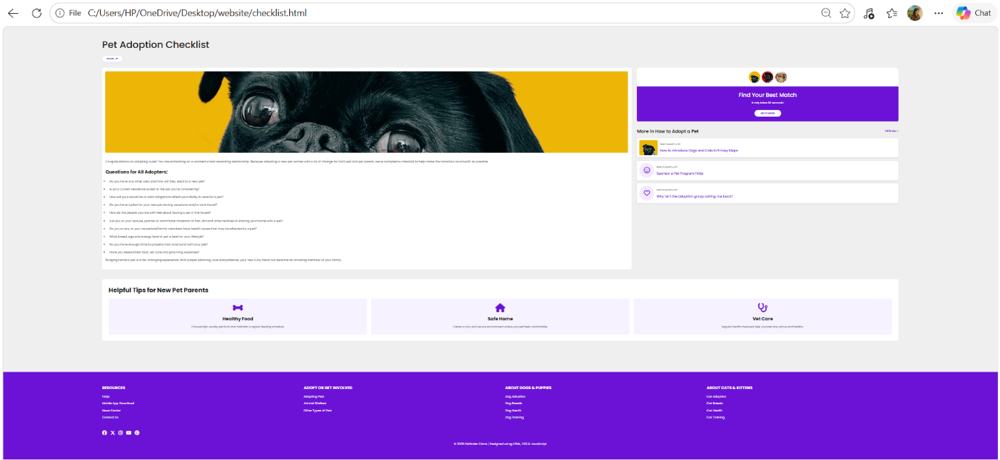 File C:/Users/HP/OneDrive/Desktop/website/checklist.html
Chat
Pet Adoption Checklist
SHARE
Congratulations on adopting a pet! You are embarking on a wonderful and rewarding relationship. Because adopting a new pet comes with a lot of change for both pet and pet parent, we've compiled a checklist to help make the transition as smooth as possible.
Questions for All Adopters:
• Do you have any other pets and how will they react to a new pet?
• Is your current residence suited to the pet you're considering?
• How will your social life or work obligations affect your ability to care for a pet?
• Do you have a plan for your new pet during vacations and/or work travel?
• How do the people you live with feel about having a pet in the house?
• Are you or your spouse, partner or roommate intolerant of hair, dirt and other realities of sharing your home with a pet?
• Do you or any of your household/family members have health issues that may be affected by a pet?
• What breed, age and energy level of pet is best for your lifestyle?
• Do you have enough time to properly train and bond with your pet?
• Have you researched food, vet care and grooming expenses?
Bringing home a pet is a life-changing experience. With proper planning, love and patience, your new furry friend will become an amazing member of your family.
Find Your Best Match
It only takes 60 seconds!
GET STARTED
More in How to Adopt a Pet
VIEW ALL
HOW TO ADOPT A PET
How to Introduce Dogs and Cats in 5 Easy Steps
HOW TO ADOPT A PET
Sponsor a Pet Program FAQs
HOW TO ADOPT A PET
Why isn't the adoption group calling me back?
Helpful Tips for New Pet Parents
Healthy Food
Choose high-quality pet food and maintain a regular feeding schedule.
Safe Home
Create a cozy and secure environment where your pet feels comfortable.
Vet Care
Regular health checkups help your pet stay active and healthy.
RESOURCES
FAQs
Mobile App Download
News Center
Contact Us
ADOPT OR GET INVOLVED
Adopting Pets
Animal Shelters
Other Types of Pets
ABOUT DOGS & PUPPIES
Dog Adoption
Dog Breeds
Dog Health
Dog Training
ABOUT CATS & KITTENS
Cat Adoption
Cat Breeds
Cat Health
Cat Training
© 2026 Petfinder Clone | Designed using HTML, CSS & JavaScript